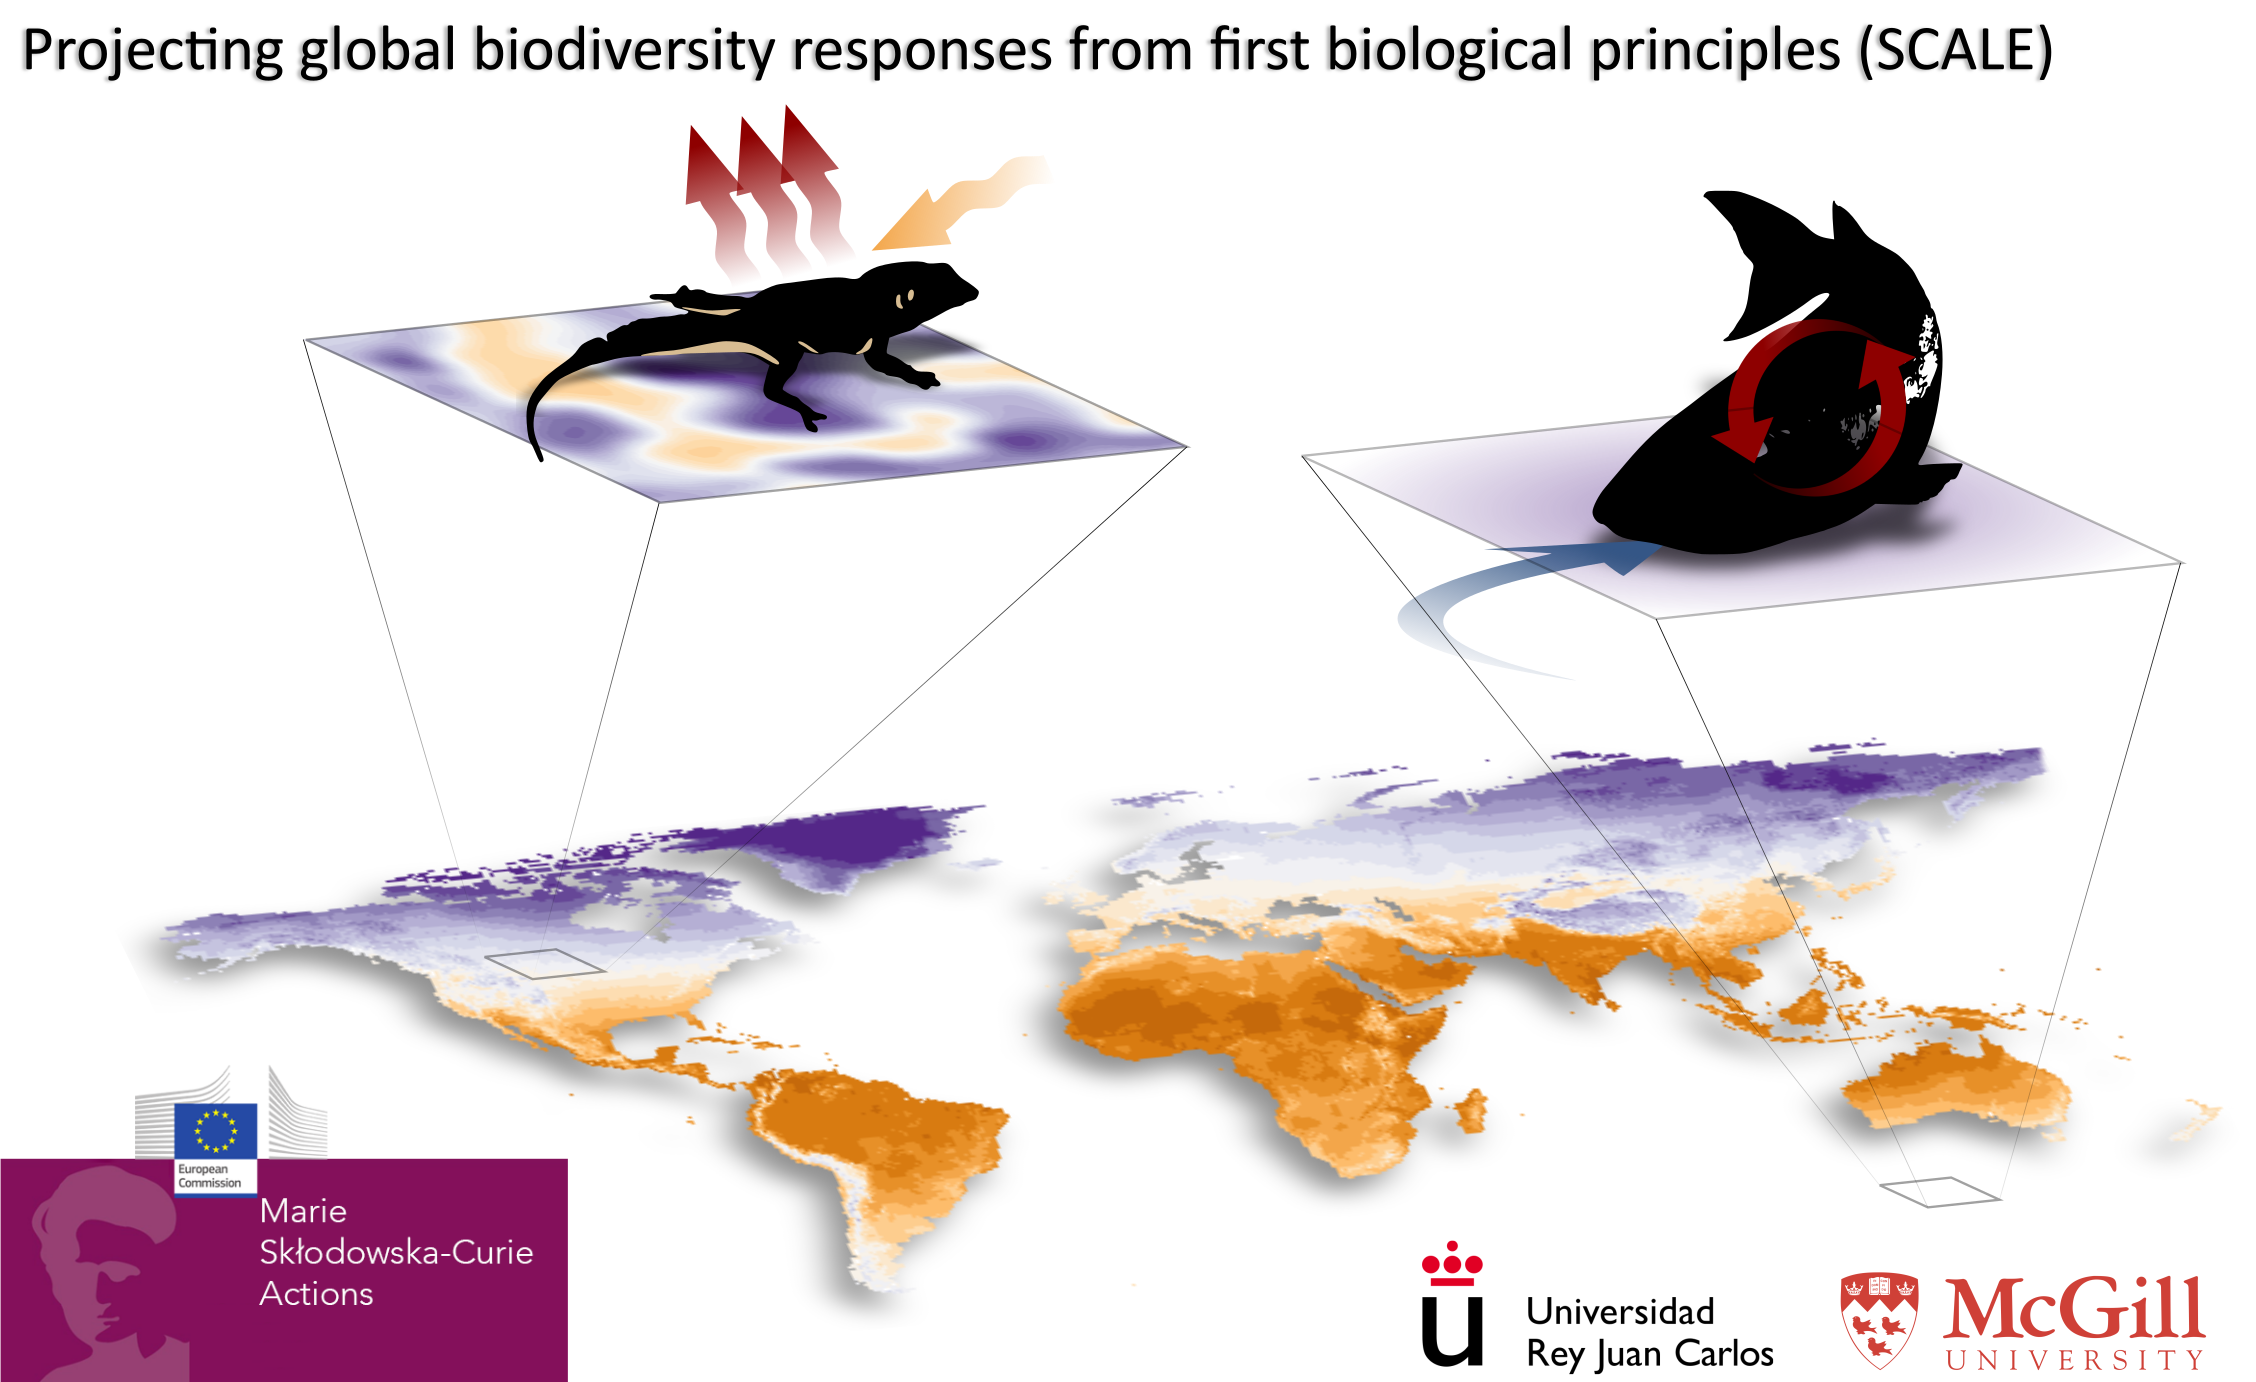 Projecting global biodiversity responses from first biological principles (SCALE)
European
Commission
Marie
Skłodowska-Curie
Actions
Universidad
Rey Juan Carlos
McGill
UNIVERSITY